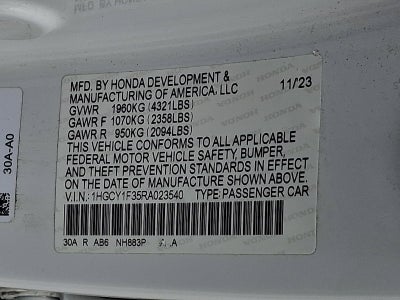 MFD. BY HONDA DEVELOPMENT &
MANUFACTURING OF AMERICA, LLC 11/23
GVWR 1960KG (4321LBS)
GAWR F 1070KG (2358LBS)
GAWR R 950KG (2094LBS)
THIS VEHICLE CONFORMS TO ALL APPLICABLE
FEDERAL MOTOR VEHICLE SAFETY, BUMPER,
AND THEFT PREVENTION STANDARDS IN EFFECT
ON THE DATE OF MANUFACTURE SHOWN ABOVE.
V.I.N.: 1HGCY1F35RA023540 TYPE: PASSENGER CAR
30A R AB6 NH883P
30A-A0